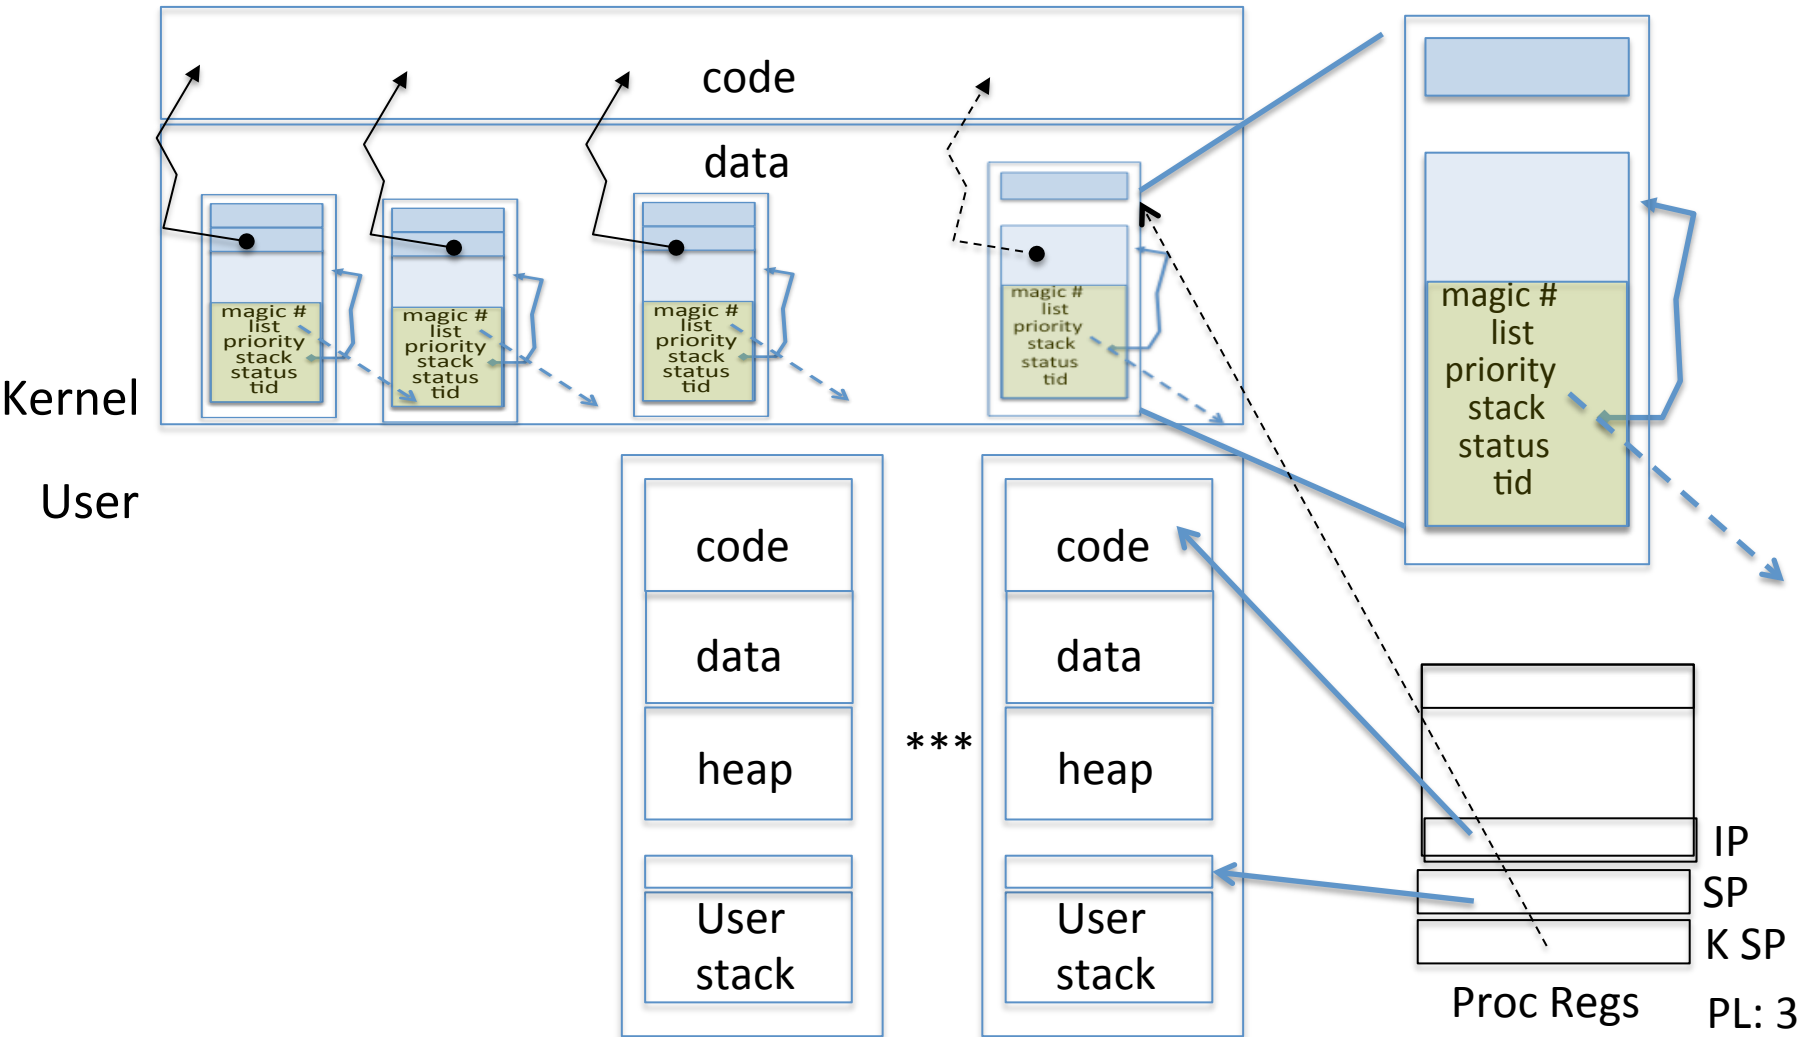 code
data
magic #
list
priority
stack
status
tid
magic #
list
priority
stack
status
tid
magic #
list
priority
stack
status
tid
magic #
list
priority
stack
status
tid
magic #
list
priority
stack
status
tid
Kernel
User
code
data
heap
User
stack
***
code
data
heap
User
stack
IP
SP
K SP
Proc Regs
PL: 3